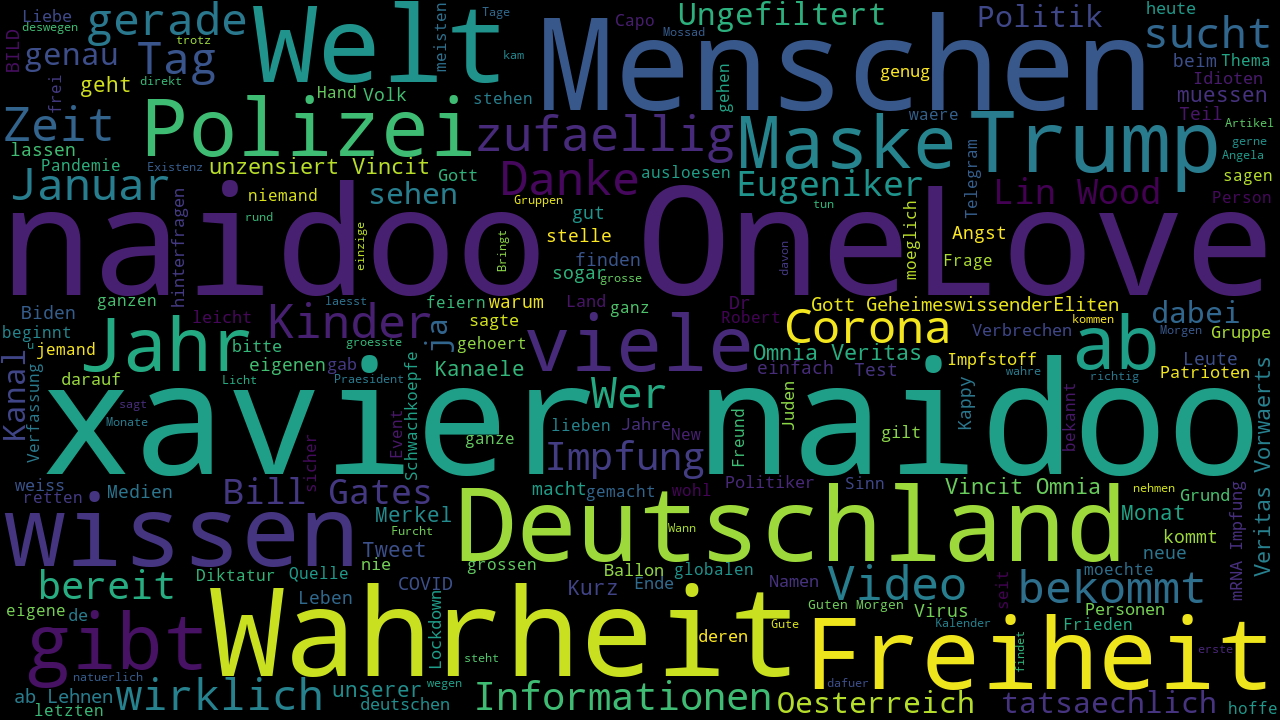 Liebe
deswegen
gerade
Welt
meisten
Tage
kam
Capo
Mossad
Ungefiltert
Politik
heute
sucht
BILD
genau
trotz
Tag
Menschen
genug
beim
Thema
Idioten
frei
geht
direkt
Hand
Volk
stehen
gehen
muessen
Zeit
Polizei
zufaellig
Maske
waere
Trump
Teil
Artikel
gerne
Angela
lassen
Pandemie
Existenz
unzensiert Vincit
Gott
Danke
ausloesen
Eugeniker
Telegram
Lin Wood
sagen
Person
Januar
niemand
sehen
Gruppen
gut
tun
naidoo OneLove
hinterfragen
rund
einzige
Bringt
stelle
finden
sogar
grosse
davon
moeglich
Angst
Frage
ganzen
laesst
feiern
warum
Land
ganz
Dr
Robert
Gott GeheimeswissenderEliten
kommen
dabei
Biden
leicht
Kinder
ja
sagte
viele
Corona
Verbrechen
ab
Morgen
Gruppe
beginnt
jemand
Jahr
bitte
groesste
gehoert
Omnia Veritas
Impfstoff
Leute
Kanal
Verfassung
darauf
eigenen
gab
Licht
Praesident
Schwachkoepfe
Kanaele
Wer
einfach
Test
wahre
richtig
Patrioten
Vorwaerts
xavier naidoo
sagt
Monate
sicher
Event
ganze
lieben
Jahre
New
Freund
Juden
gilt
Kappy
bekannt
weiss
retten
Medien
Bill Gates
Impfung
macht
gemacht
wohl
Politiker
Sinn
Vincit Omnia
nehmen
Grund
mRNA Impfung
Veritas
wissen
Merkel
Furcht
Deutschland
Wann
Monat
kommt
Tweet
nie
grossen
neue
bereit
Diktatur
Quelle
COVID
Kurz
Ballon
Ende
globalen
Namen
Video
seit
moechte
bekommt
eigene
de
Leben
Lockdown
Guten Morgen
Virus
Kalender
Personen
Frieden
gibt
Wahrheit
steht
deren
Gute
Freiheit
findet
erste
natuerlich
ab Lehnen
letzten
wirklich
unserer
deutschen
wegen
Informationen
Oesterreich
dafuer
tatsaechlich
hoffe